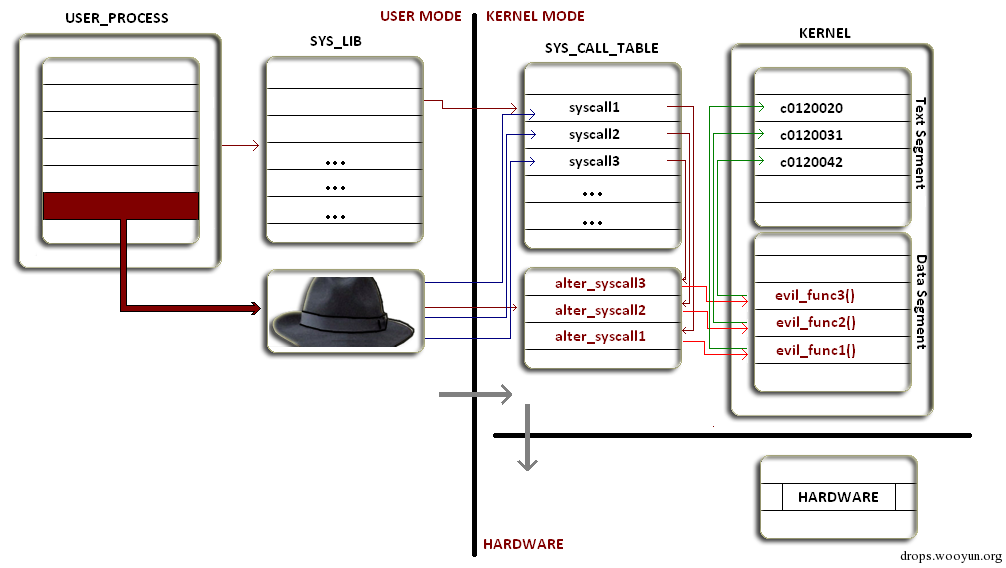 USER_PROCESS
USER MODE
KERNEL MODE
SYS_LIB
SYS_CALL_TABLE
KERNEL
syscall1
syscall2
syscall3
...
...
...
...
...
c0120020
c0120031
c0120042
Text Segment
alter_syscall3
alter_syscall2
alter_syscall1
evil_func3()
evil_func2()
evil_func1()
Data Segment
HARDWARE
HARDWARE
drops.wooyun.org